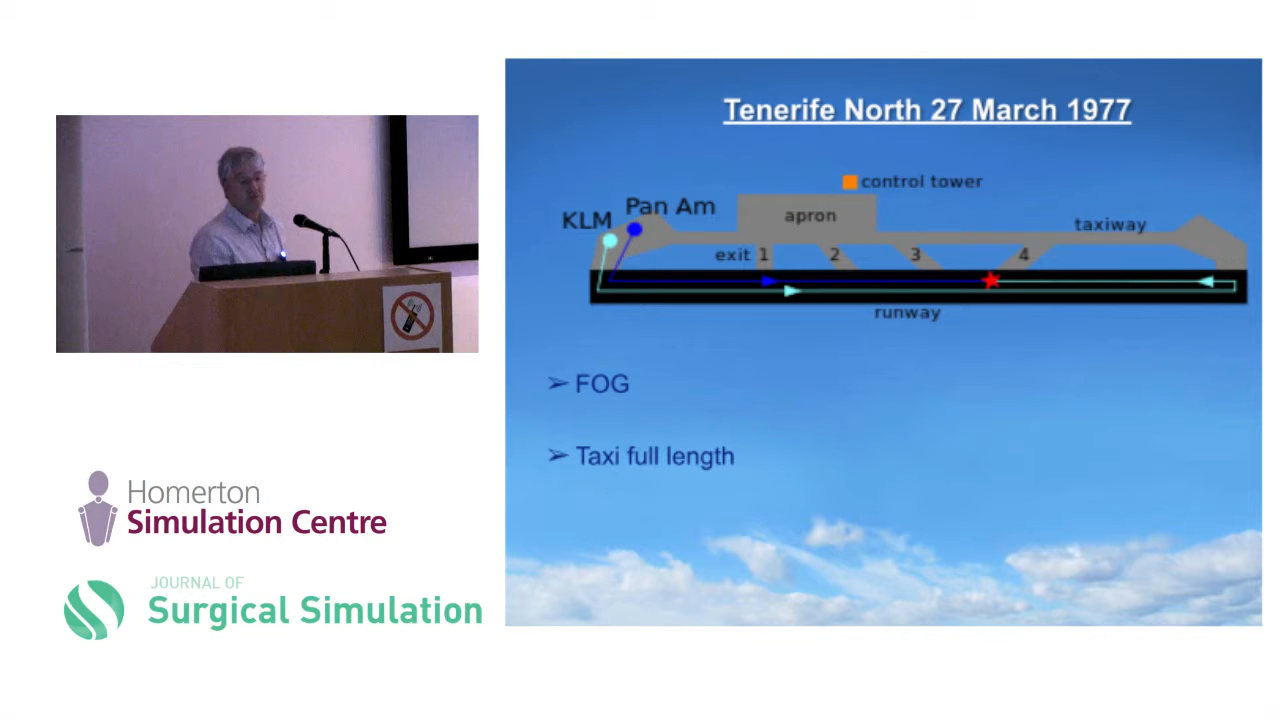 Tenerife North 27 March 1977
control tower
KLM
Pan Am
apron
taxiway
exit 1
2
3
4
runway
➢ FOG
➢ Taxi full length
Homerton
Simulation Centre
JOURNAL OF
Surgical Simulation